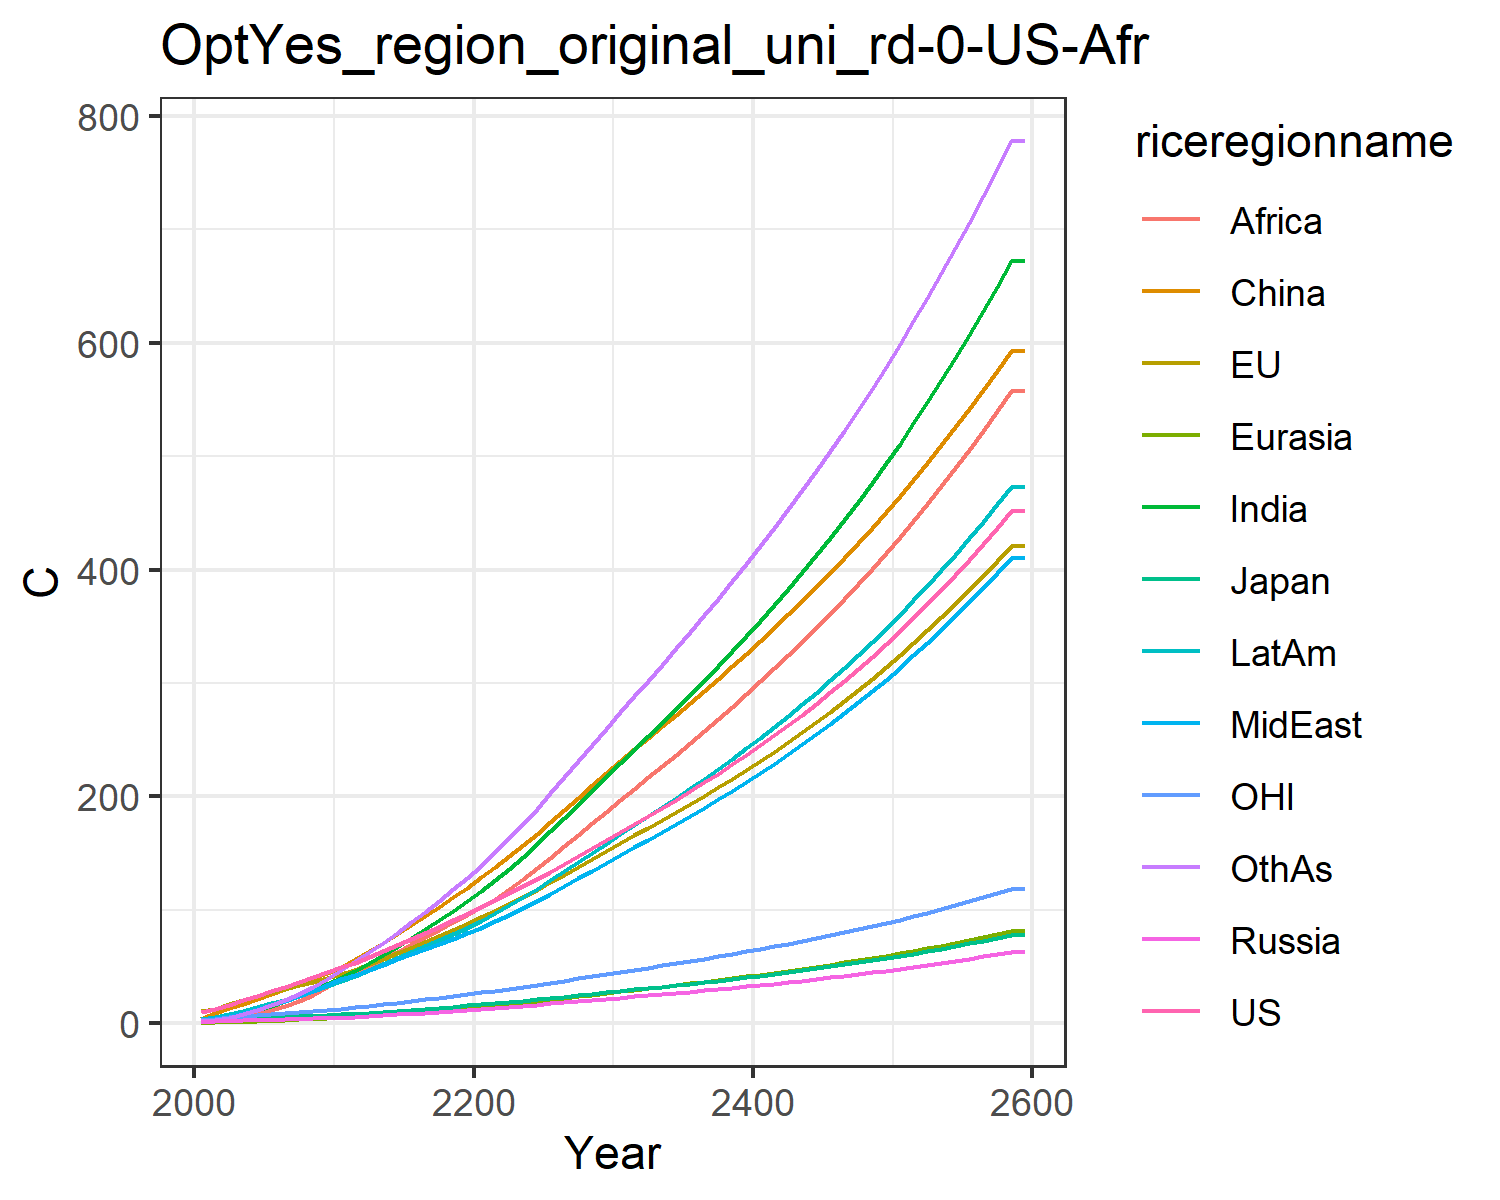 OptYes_region_original_uni_rd-0-US-Afr
800
600
400
200
0
C
2000 2200 2400 2600
Year
riceregionname
Africa
China
EU
Eurasia
India
Japan
LatAm
MidEast
OHI
OthAs
Russia
US